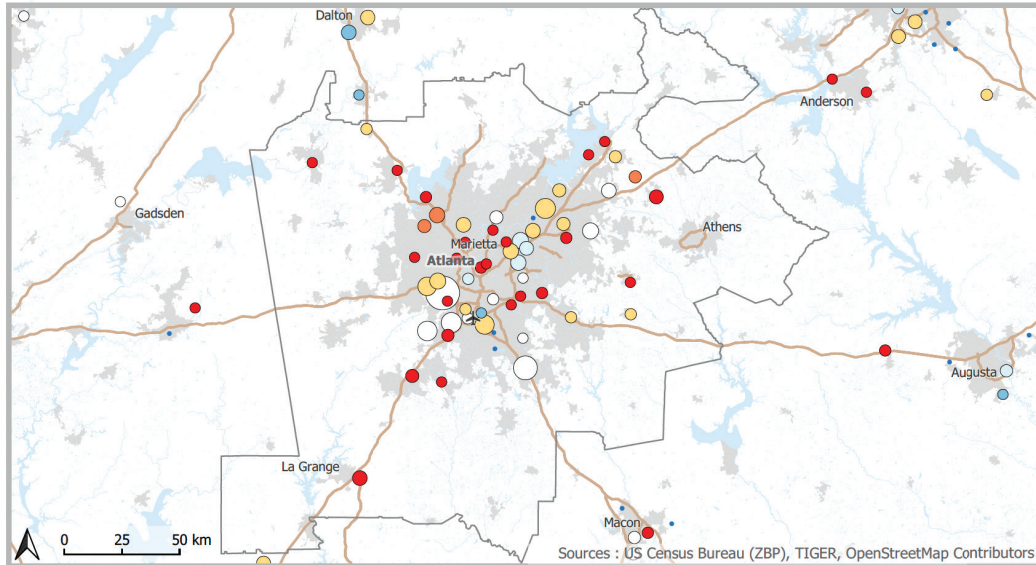 Dalton
Anderson
Gadsden
Athens
Marietta
Atlanta
Augusta
La Grange
Macon
0 25 50 km
Sources : US Census Bureau (ZBP), TIGER, OpenStreetMap Contributors